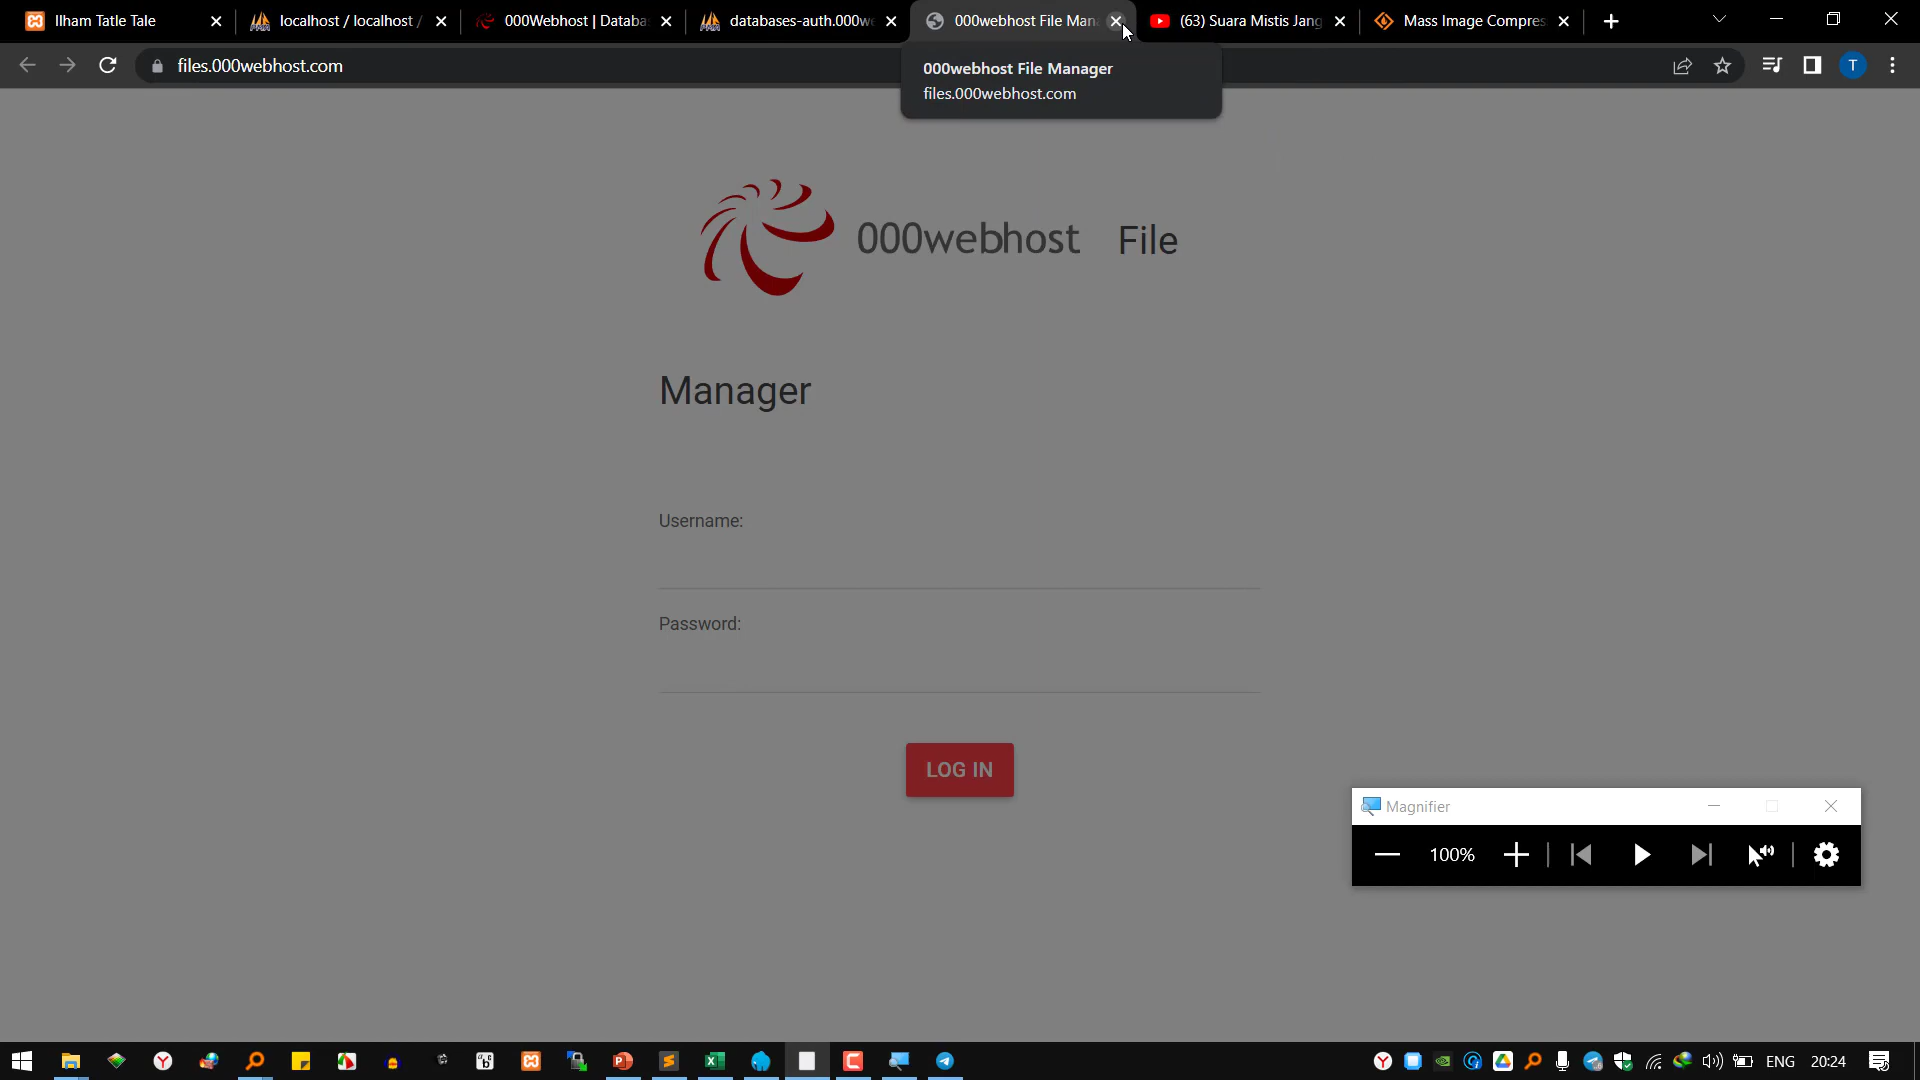 Ilham Tatle Tale
localhost / localhost /
000Webhost | Databa
databases-auth.000we
000webhost File Man
(63) Suara Mistis Jang
Mass Image Compres
files.000webhost.com
T
000webhost File Manager
files.000webhost.com
000webhost File
Manager
Username:
Password:
LOG IN
Magnifier
100%
ENG
20:24